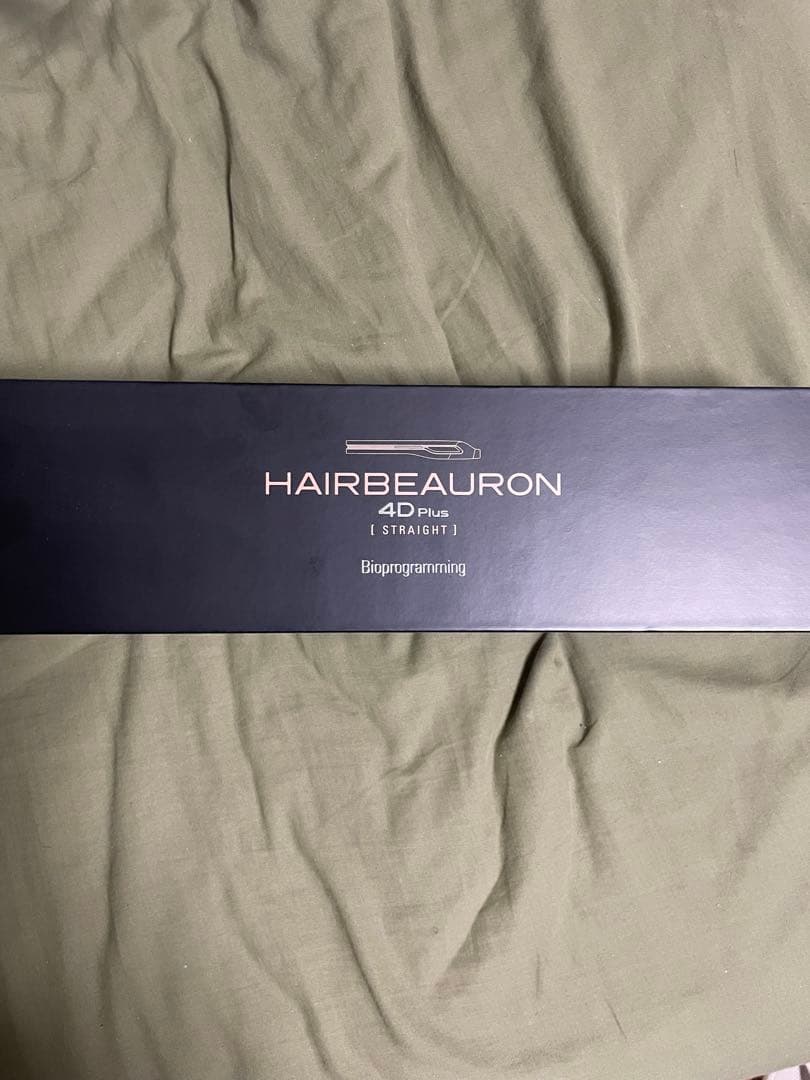 HAIRBEAURON
4D Plus
[ STRAIGHT ]
Bioprogramming